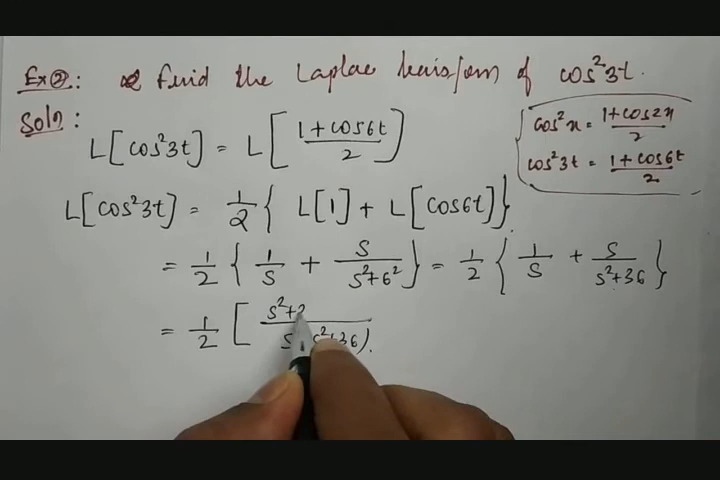 Ex②: Find the Laplace transform of cos²3t.
Soln:
L[cos²3t] = L[(1+cos6t)/2]
cos²x = (1+cos2x)/2
cos²3t = (1+cos6t)/2
L[cos²3t] = 1/2 { L[1] + L[cos6t] }.
= 1/2 { 1/s + s/(s²+6²) } = 1/2 { 1/s + s/(s²+36) }
= 1/2 [ s²+